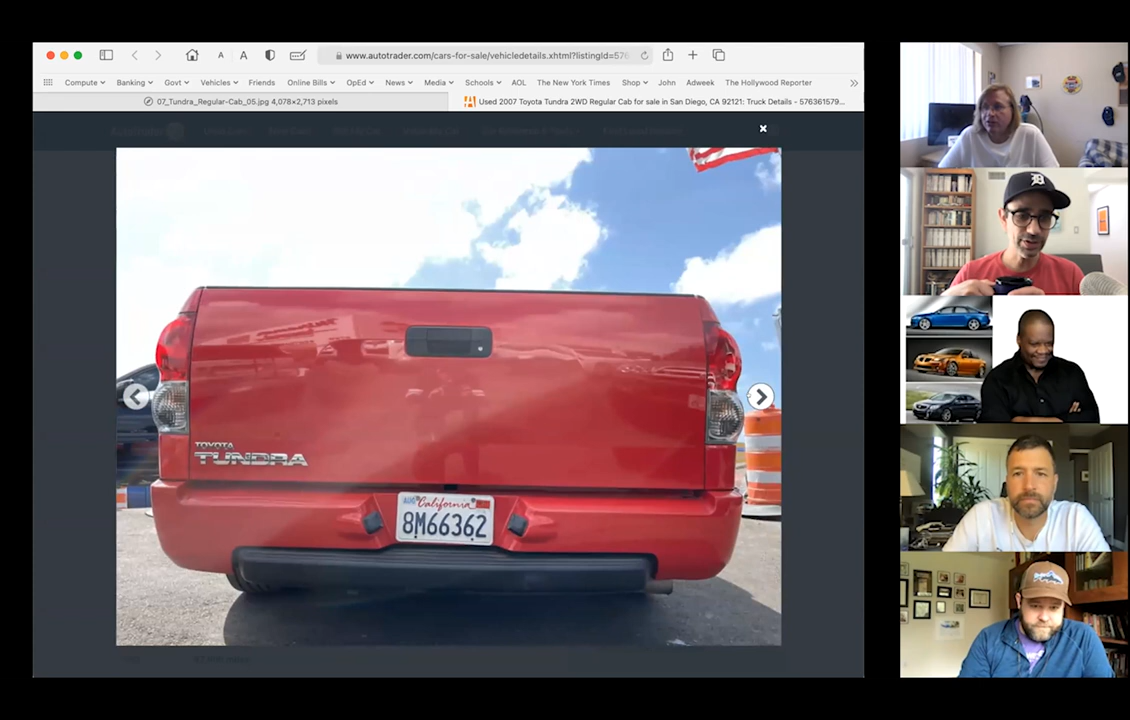 www.autotrader.com/cars-for-sale/vehicledetails.xhtml?listingId=576
A A
Compute Banking Govt Vehicles Friends Online Bills OpEd News Media Schools AOL The New York Times Shop John Adweek The Hollywood Reporter
07_Tundra_Regular-Cab_05.jpg 4,078×2,713 pixels
Used 2007 Toyota Tundra 2WD Regular Cab for sale in San Diego, CA 92121: Truck Details - 576361579...
Autotrader
TOYOTA
TUNDRA
California
8M66362
D